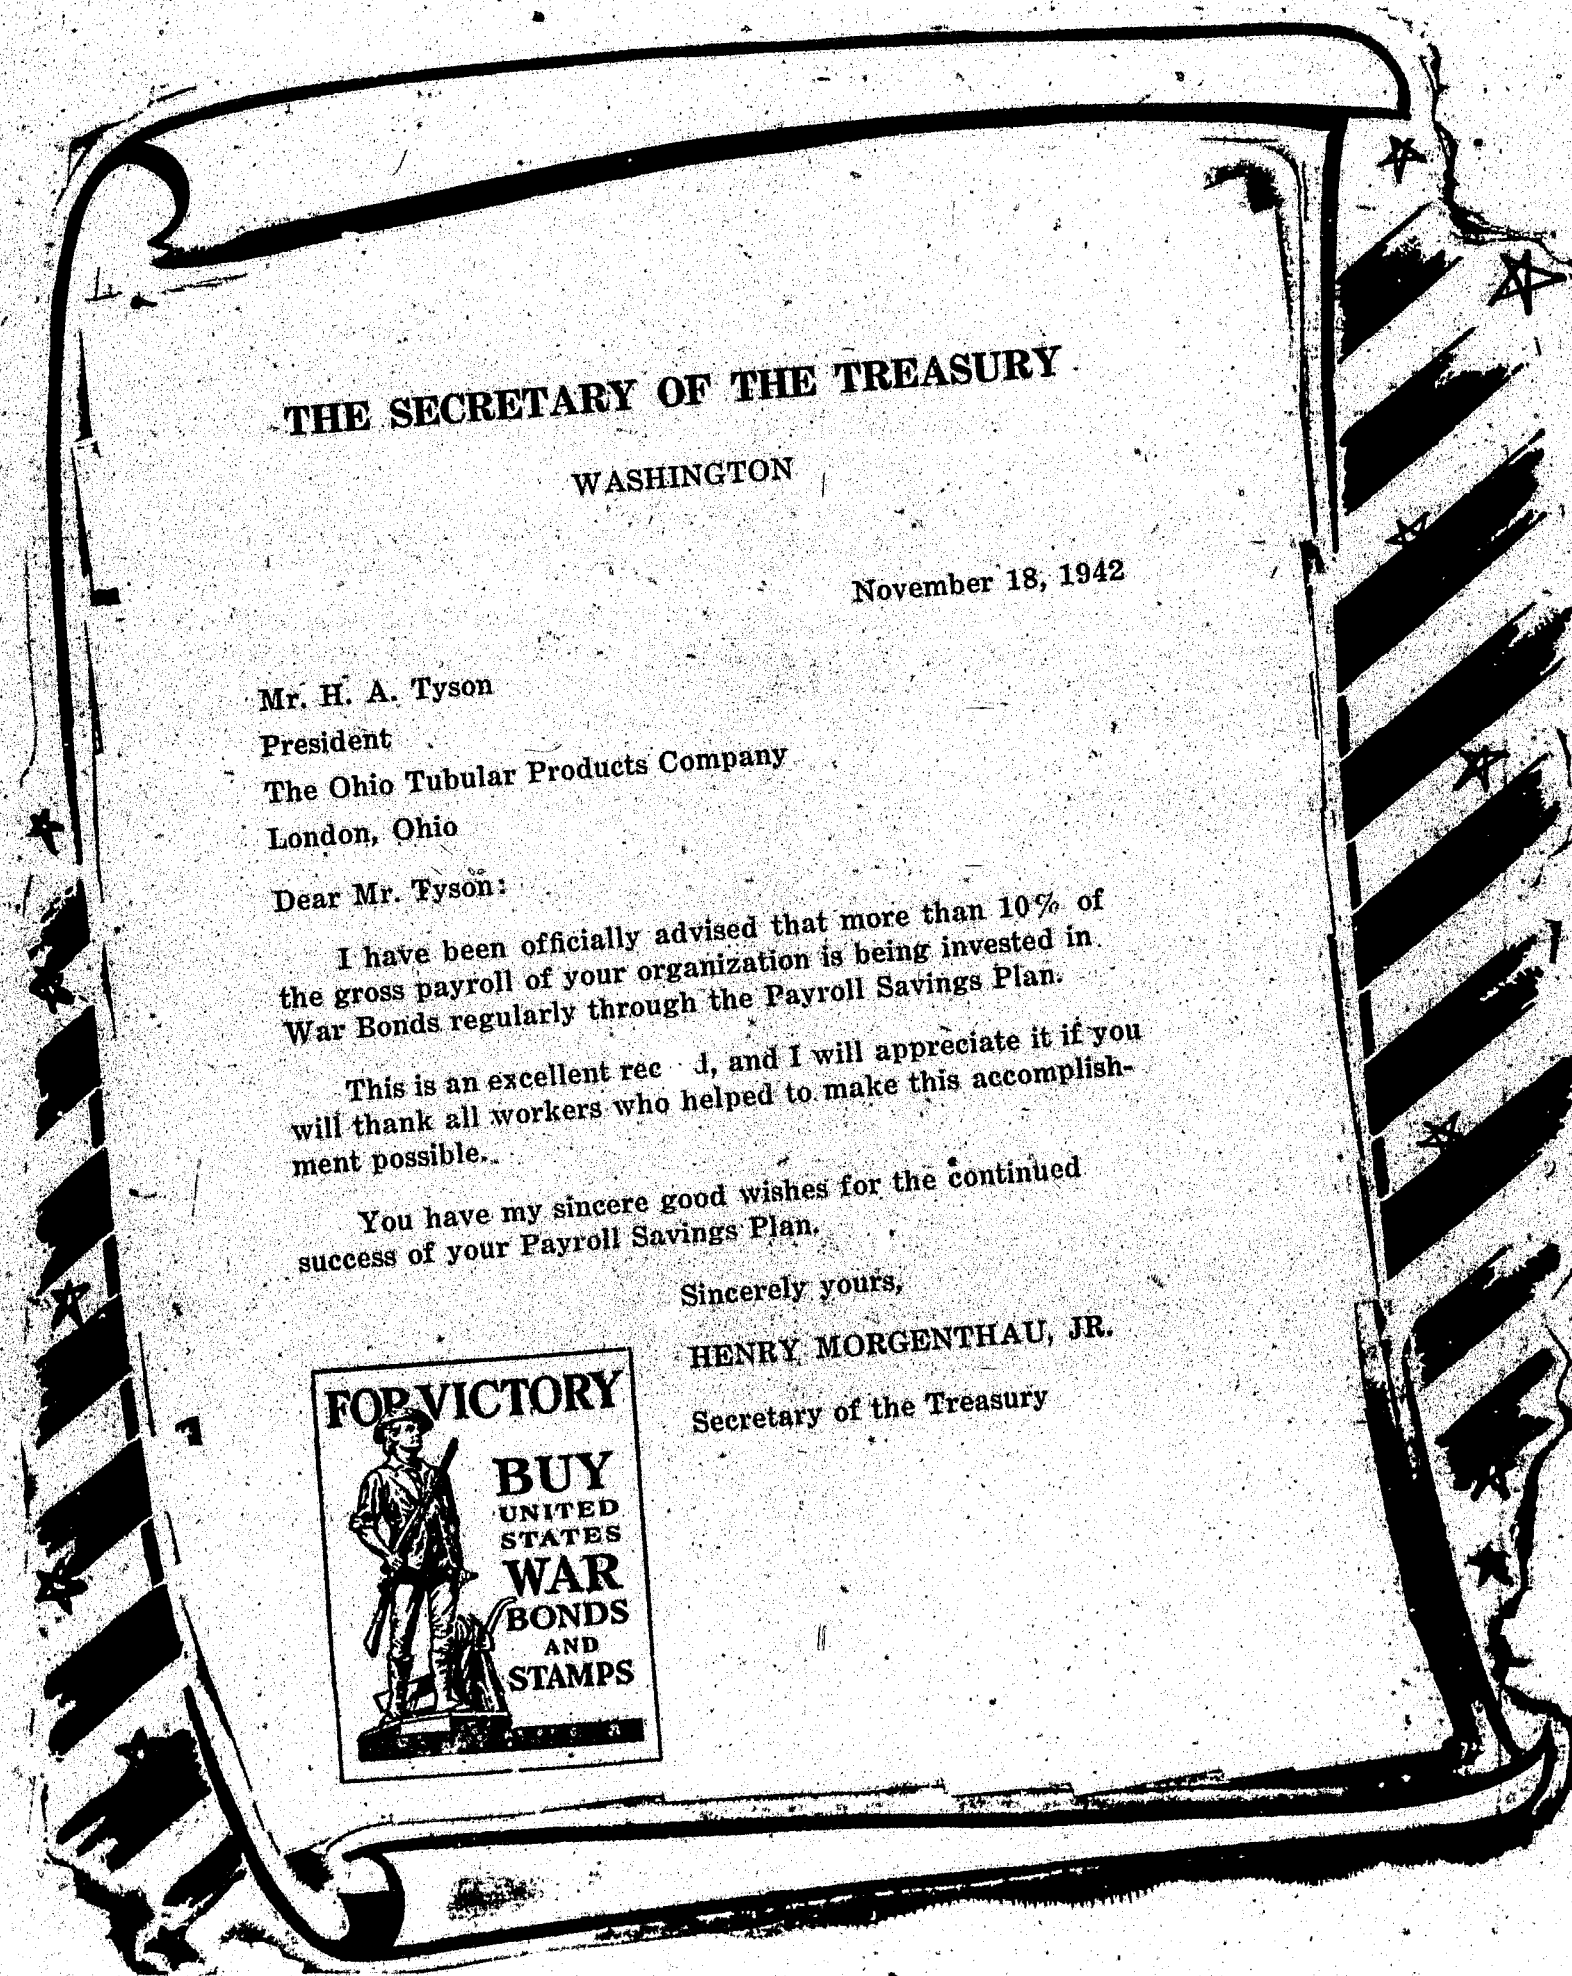 THE SECRETARY OF THE TREASURY
WASHINGTON
November 18, 1942
Mr. H. A. Tyson
President
The Ohio Tubular Products Company
London, Ohio
Dear Mr. Tyson:
I have been officially advised that more than 10% of
the gross payroll of your organization is being invested in
War Bonds regularly through the Payroll Savings Plan.
This is an excellent rec d, and I will appreciate it if you
will thank all workers who helped to make this accomplish-
ment possible.
You have my sincere good wishes for the continued
success of your Payroll Savings Plan.
Sincerely yours,
HENRY MORGENTHAU, JR.
Secretary of the Treasury
FOR VICTORY
BUY
UNITED
STATES
WAR
BONDS
AND
STAMPS